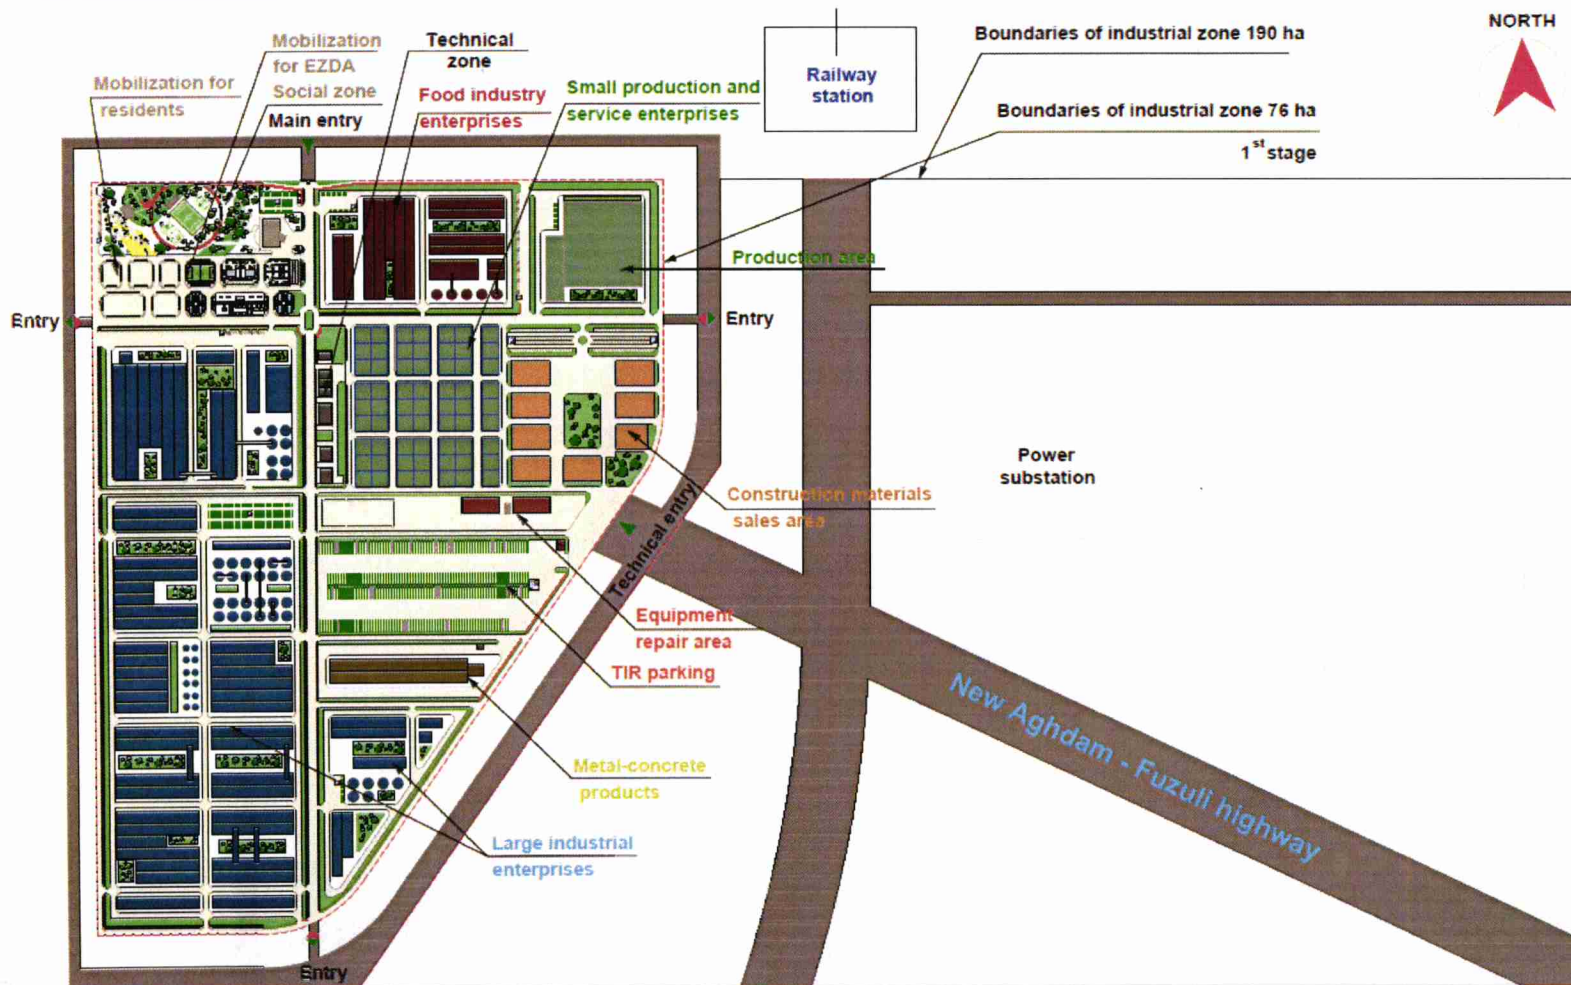 Mobilization
for EZDA
Social zone
Main entry
Mobilization for
residents
Technical
zone
Food industry
enterprises
Small production and
service enterprises
Railway
station
Boundaries of industrial zone 190 ha
Boundaries of industrial zone 76 ha
1st stage
NORTH
Production area
Entry
Entry
Power
substation
Construction materials
sales area
Technical entry
Equipment
repair area
TIR parking
New Aghdam - Fuzuli highway
Metal-concrete
products
Large industrial
enterprises
Entry